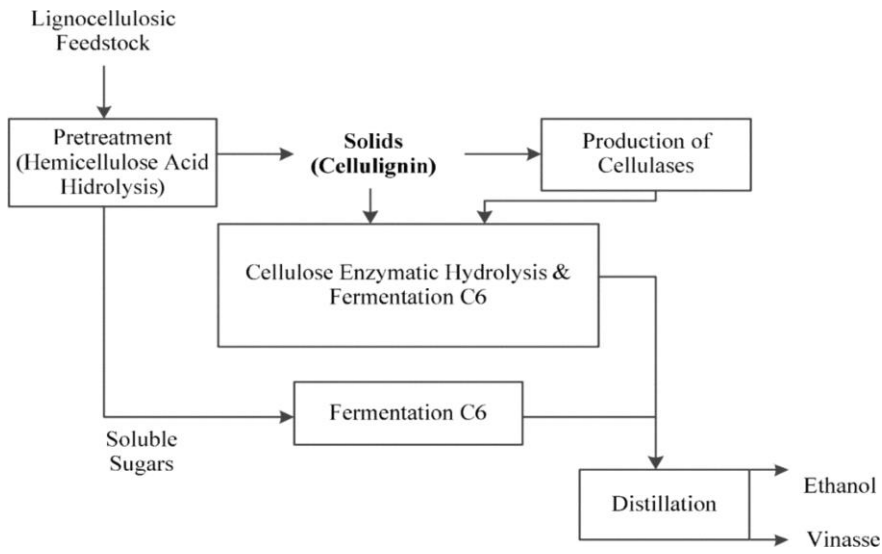 Lignocellulosic
Feedstock
Pretreatment
(Hemicellulose Acid
Hidrolysis)
Solids
(Cellulignin)
Production of
Cellulases
Cellulose Enzymatic Hydrolysis &
Fermentation C6
Fermentation C6
Soluble
Sugars
Distillation
Ethanol
Vinasse